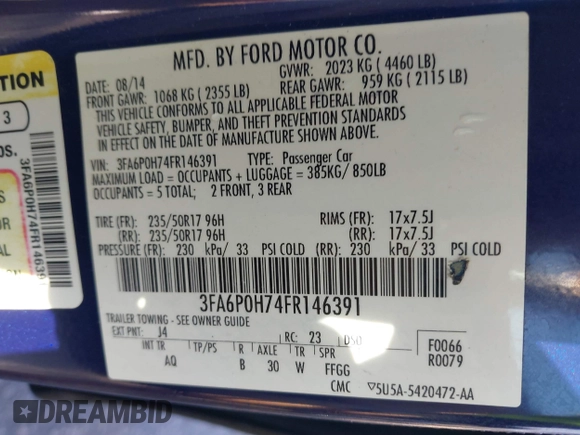 TION
3
OS.
OR
AL
3FA6P0H74FR14639
MFD. BY FORD MOTOR CO.
DATE: 08/14 GVWR: 2023 KG (4460 LB)
FRONT GAWR: 1068 KG (2355 LB) REAR GAWR: 959 KG (2115 LB)
THIS VEHICLE CONFORMS TO ALL APPLICABLE FEDERAL MOTOR
VEHICLE SAFETY, BUMPER, AND THEFT PREVENTION STANDARDS
IN EFFECT ON THE DATE OF MANUFACTURE SHOWN ABOVE.
VIN: 3FA6P0H74FR146391 TYPE: Passenger Car
MAXIMUM LOAD = OCCUPANTS + LUGGAGE = 385KG/ 850LB
OCCUPANTS = 5 TOTAL; 2 FRONT, 3 REAR
TIRE (FR): 235/50R17 96H RIMS (FR): 17x7.5J
(RR): 235/50R17 96H (RR): 17x7.5J
PRESSURE (FR): 230 kPa/ 33 PSI COLD (RR): 230 kPa/ 33 PSI COLD
3FA6P0H74FR146391
TRAILER TOWING - SEE OWNER GUIDE
EXT PNT: J4 RC: 23 DSO: F0066
INT TR TP/PS R AXLE TR SPR R0079
AQ B 30 W FFGG
CMC ▽5U5A-5420472-AA
DREAMBID